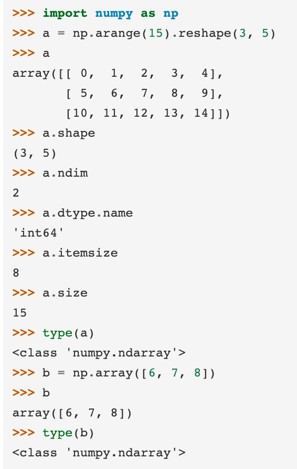 >>> import numpy as np
>>> a = np.arange(15).reshape(3, 5)
>>> a
array([[ 0,  1,  2,  3,  4],
       [ 5,  6,  7,  8,  9],
       [10, 11, 12, 13, 14]])
>>> a.shape
(3, 5)
>>> a.ndim
2
>>> a.dtype.name
'int64'
>>> a.itemsize
8
>>> a.size
15
>>> type(a)
<class 'numpy.ndarray'>
>>> b = np.array([6, 7, 8])
>>> b
array([6, 7, 8])
>>> type(b)
<class 'numpy.ndarray'>